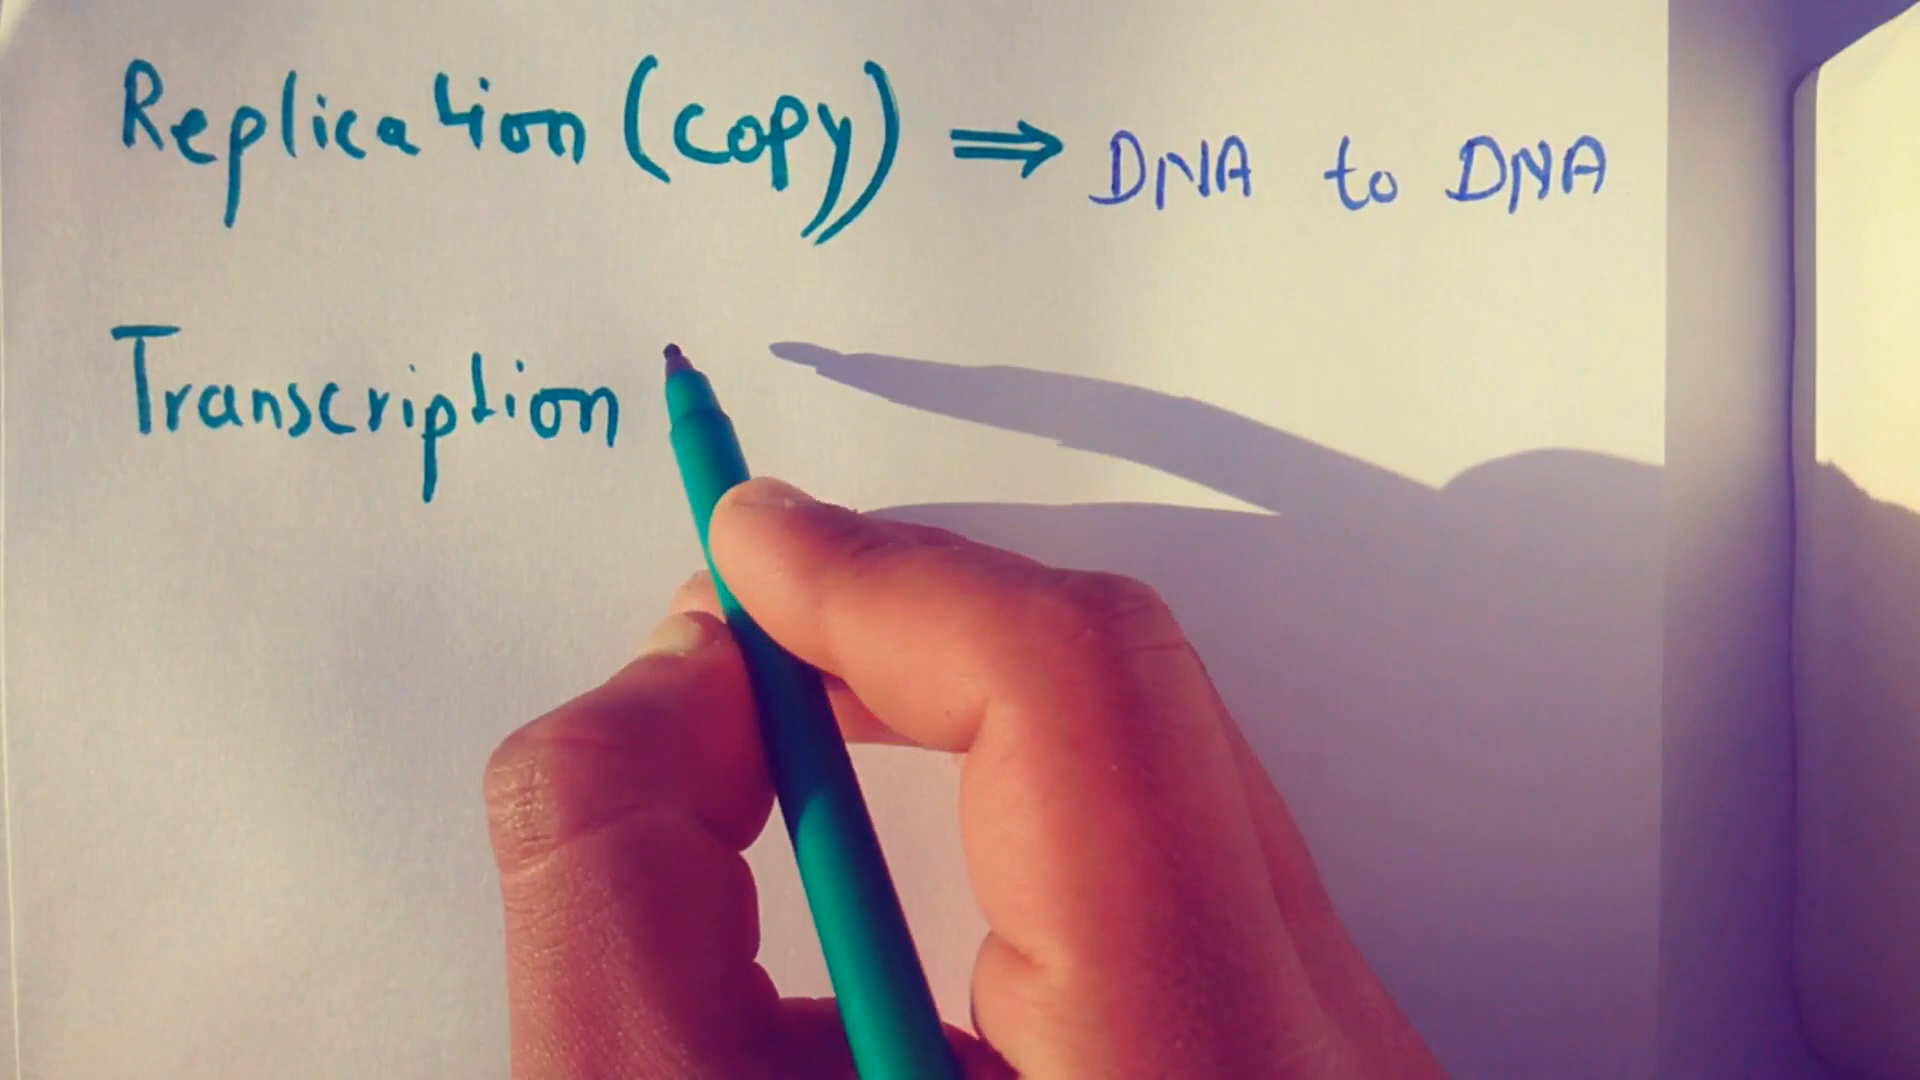 Replication (copy) ⇒ DNA to DNA
Transcription